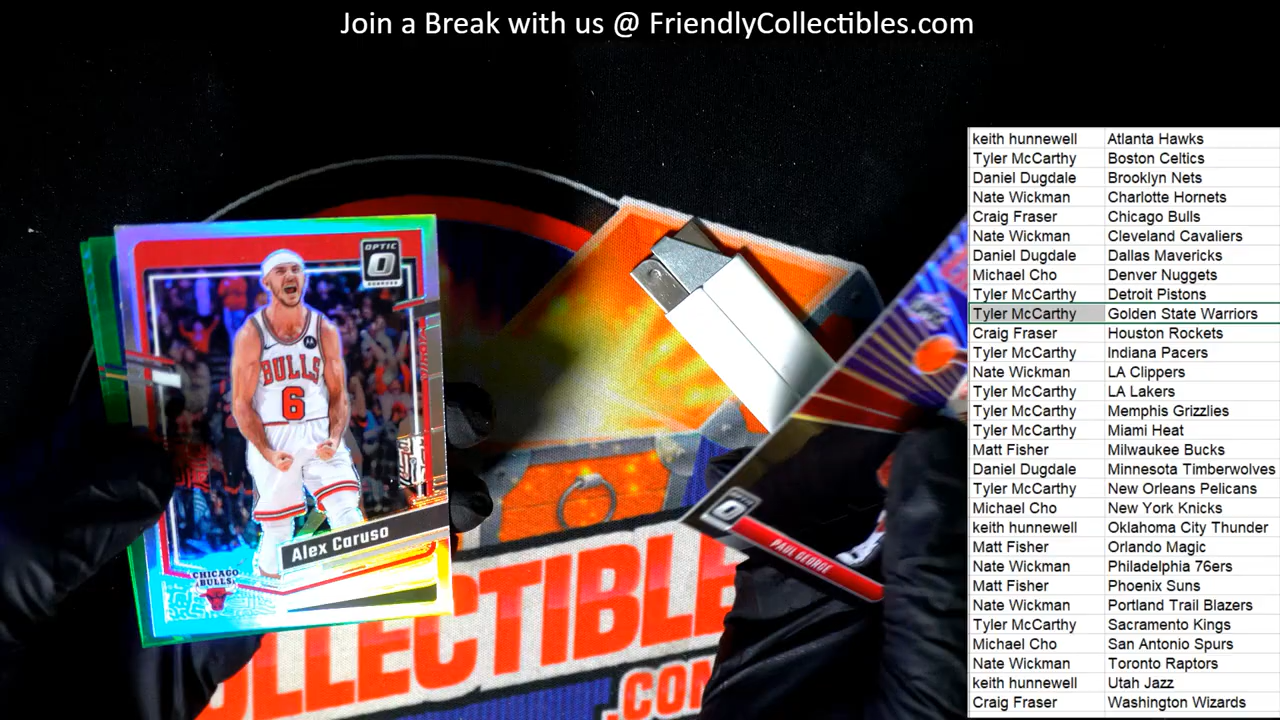 Join a Break with us @ FriendlyCollectibles.com
OPTIC
DONRUSS
BULLS
6
Alex Caruso
CHICAGO
BULLS
PAUL GEORGE
OLLECTIBLE
.COM
keith hunnewell Atlanta Hawks
Tyler McCarthy Boston Celtics
Daniel Dugdale Brooklyn Nets
Nate Wickman Charlotte Hornets
Craig Fraser Chicago Bulls
Nate Wickman Cleveland Cavaliers
Daniel Dugdale Dallas Mavericks
Michael Cho Denver Nuggets
Tyler McCarthy Detroit Pistons
Tyler McCarthy Golden State Warriors
Craig Fraser Houston Rockets
Tyler McCarthy Indiana Pacers
Nate Wickman LA Clippers
Tyler McCarthy LA Lakers
Tyler McCarthy Memphis Grizzlies
Tyler McCarthy Miami Heat
Matt Fisher Milwaukee Bucks
Daniel Dugdale Minnesota Timberwolves
Tyler McCarthy New Orleans Pelicans
Michael Cho New York Knicks
keith hunnewell Oklahoma City Thunder
Matt Fisher Orlando Magic
Nate Wickman Philadelphia 76ers
Matt Fisher Phoenix Suns
Nate Wickman Portland Trail Blazers
Tyler McCarthy Sacramento Kings
Michael Cho San Antonio Spurs
Nate Wickman Toronto Raptors
keith hunnewell Utah Jazz
Craig Fraser Washington Wizards